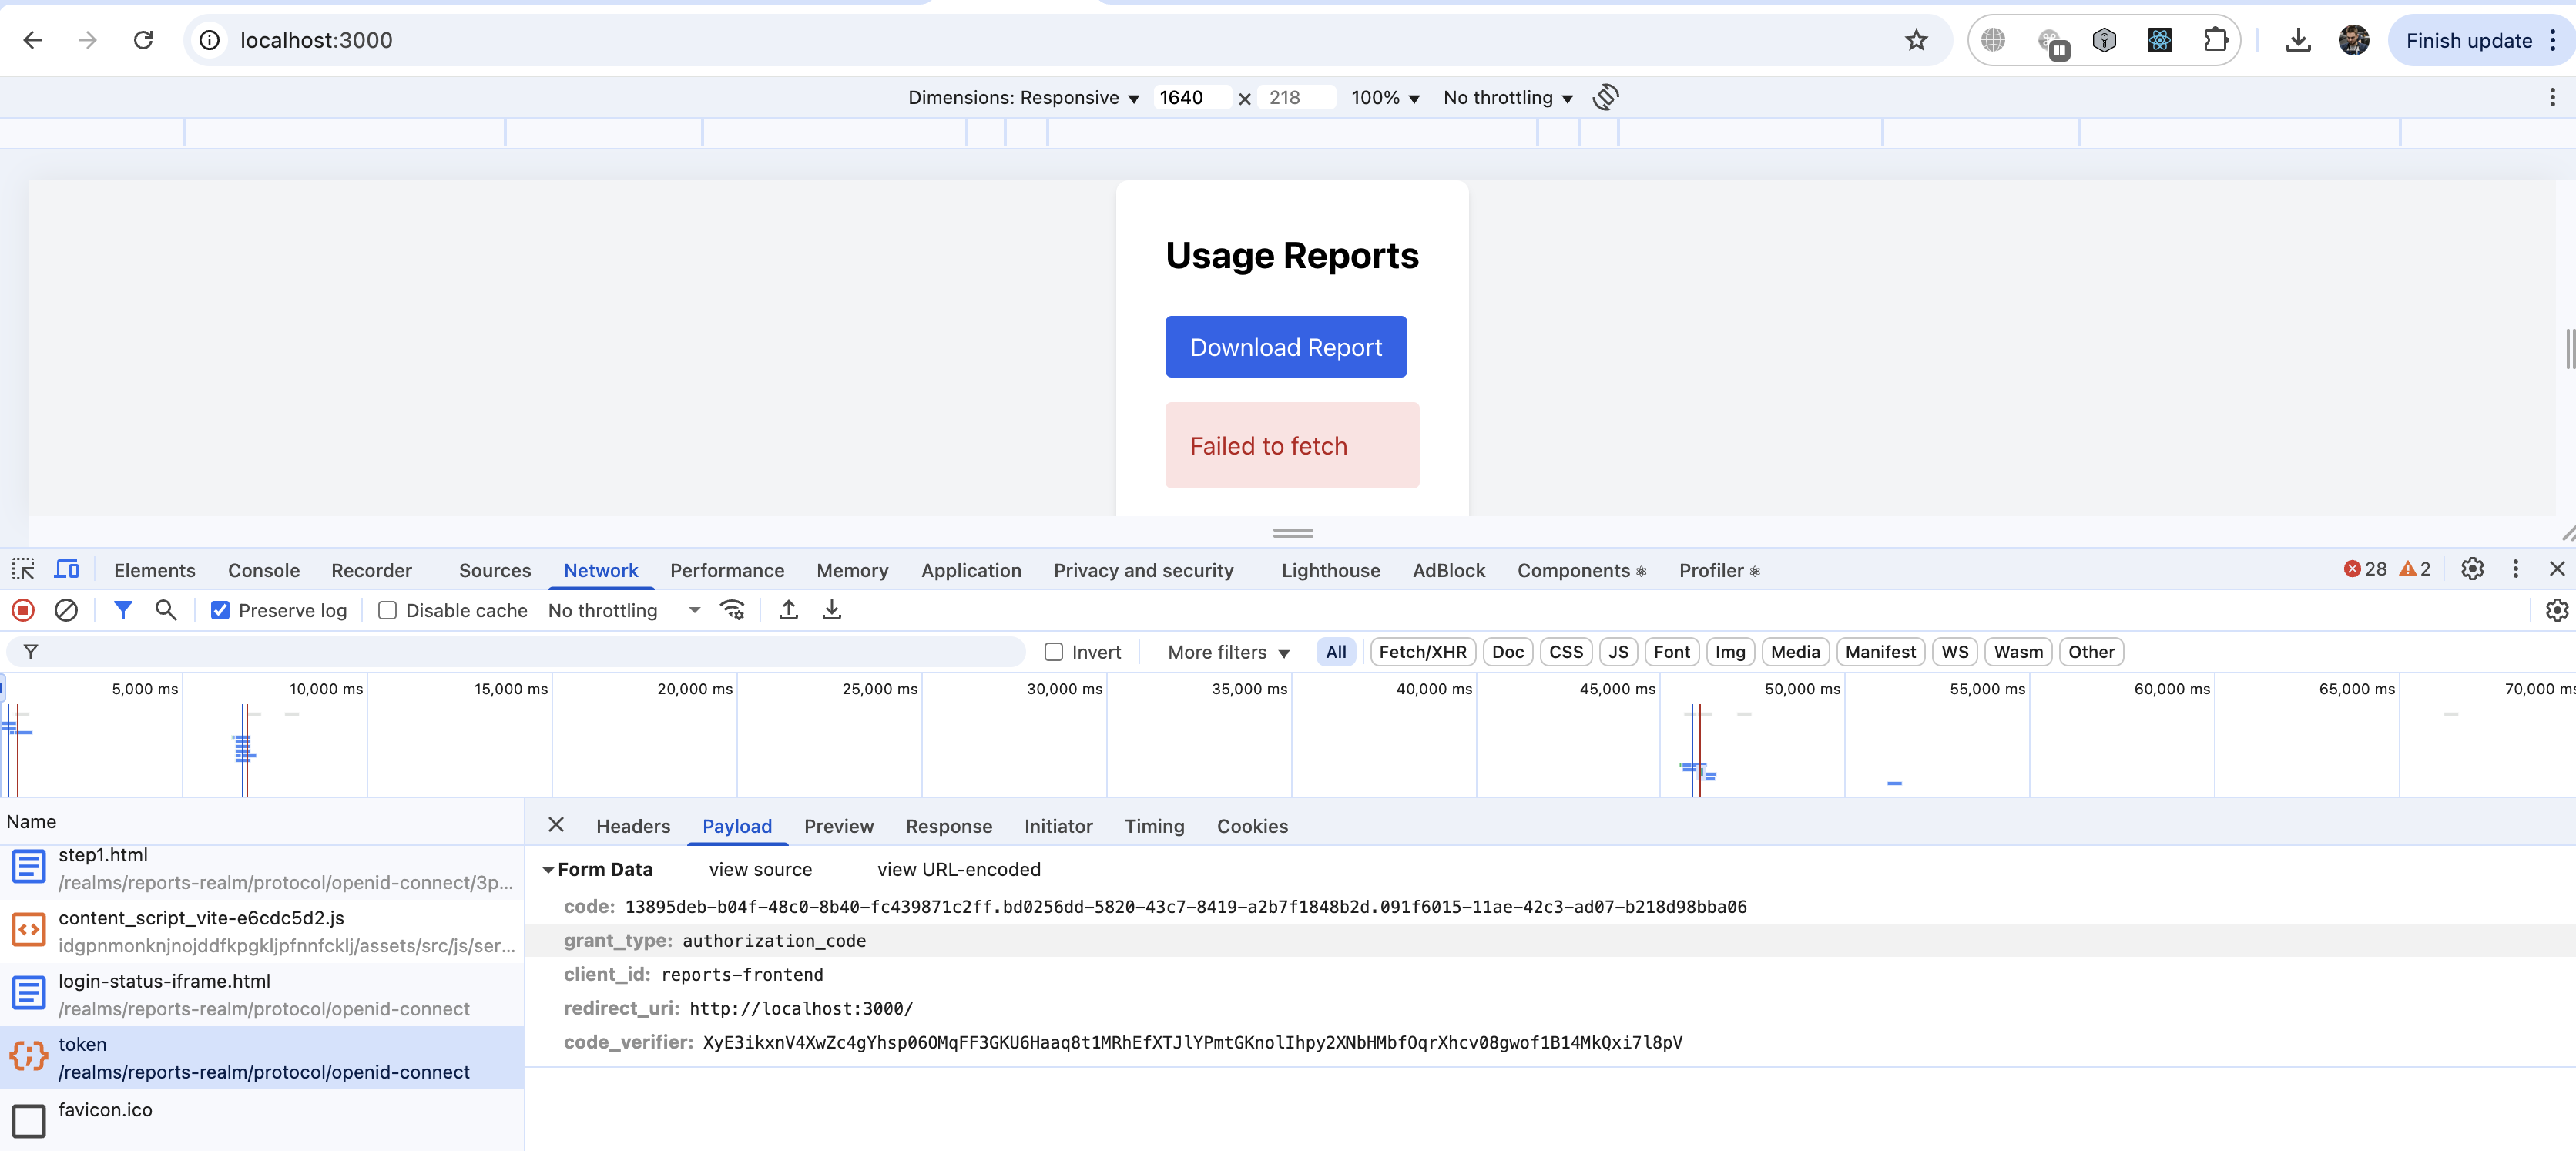 localhost:3000
Finish update
Dimensions: Responsive ▼ 1640 × 218 100% ▼ No throttling ▼
Usage Reports
Download Report
Failed to fetch
Elements Console Recorder Sources Network Performance Memory Application Privacy and security Lighthouse AdBlock Components ⚛ Profiler ⚛ 28 2
Preserve log Disable cache No throttling
Invert More filters ▼ All Fetch/XHR Doc CSS JS Font Img Media Manifest WS Wasm Other
5,000 ms 10,000 ms 15,000 ms 20,000 ms 25,000 ms 30,000 ms 35,000 ms 40,000 ms 45,000 ms 50,000 ms 55,000 ms 60,000 ms 65,000 ms 70,000 ms
Name
step1.html
/realms/reports-realm/protocol/openid-connect/3p...
content_script_vite-e6cdc5d2.js
idgpnmonknjnojddfkpgkljpfnnfcklj/assets/src/js/ser...
login-status-iframe.html
/realms/reports-realm/protocol/openid-connect
token
/realms/reports-realm/protocol/openid-connect
favicon.ico
Headers Payload Preview Response Initiator Timing Cookies
Form Data view source view URL-encoded
code: 13895deb-b04f-48c0-8b40-fc439871c2ff.bd0256dd-5820-43c7-8419-a2b7f1848b2d.091f6015-11ae-42c3-ad07-b218d98bba06
grant_type: authorization_code
client_id: reports-frontend
redirect_uri: http://localhost:3000/
code_verifier: XyE3ikxnV4XwZc4gYhsp06OMqFF3GKU6Haaq8t1MRhEfXTJlYPmtGKnolIhpy2XNbHMbfOqrXhcv08gwof1B14MkQxi7l8pV